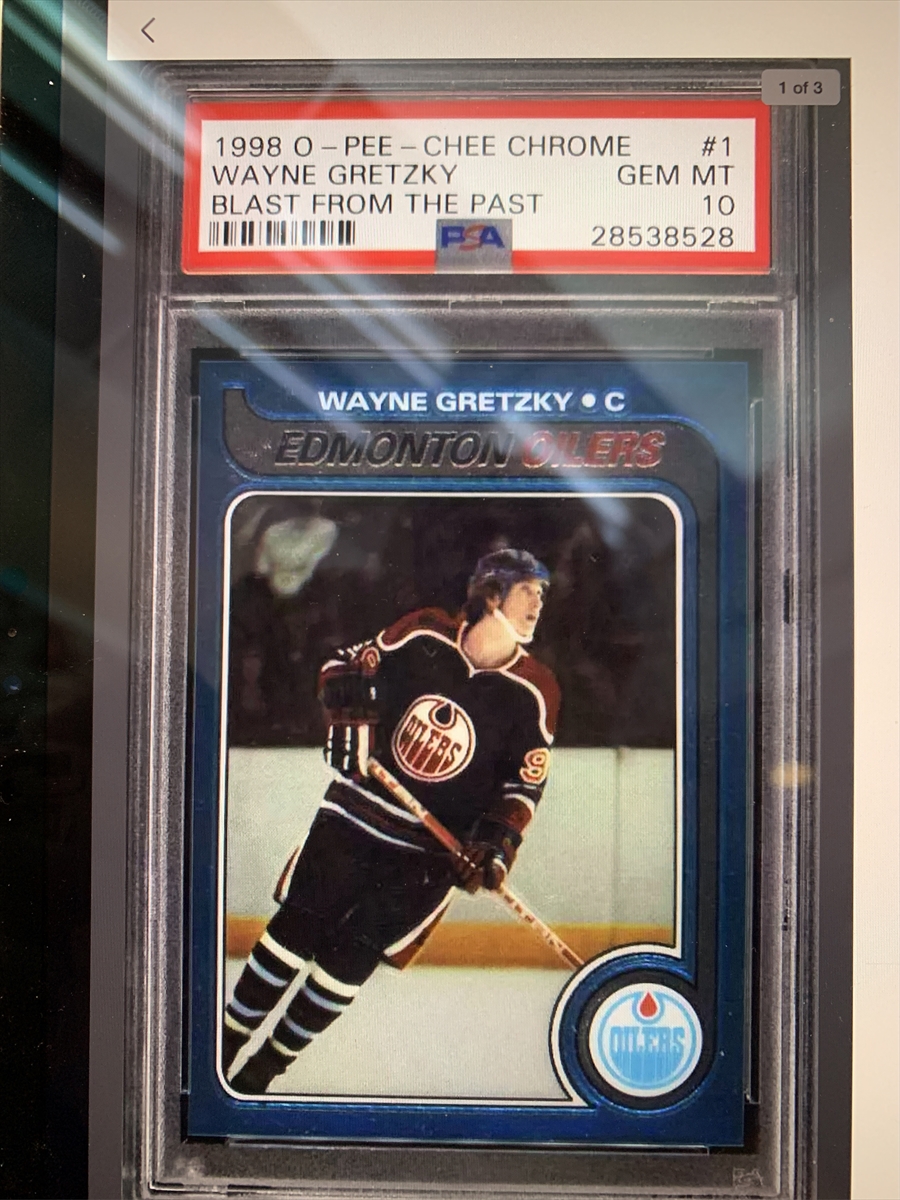 1 of 3
1998 O-PEE-CHEE CHROME #1
WAYNE GRETZKY GEM MT
BLAST FROM THE PAST 10
PSA 28538528
WAYNE GRETZKY • C
EDMONTON OILERS
9
OILERS
9
OILERS